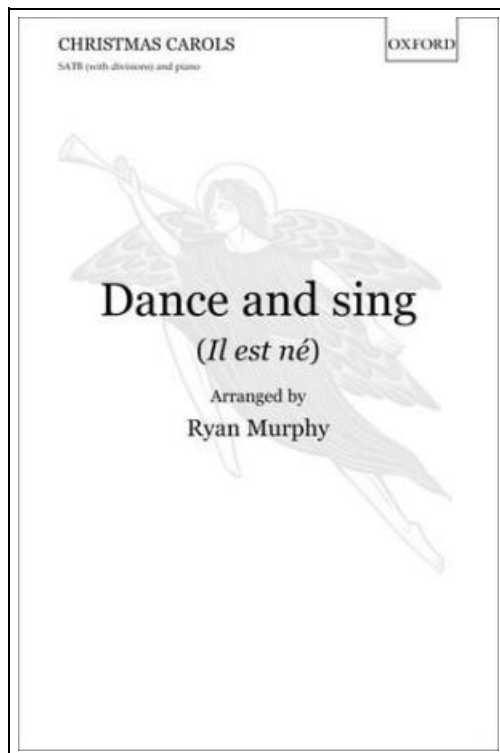 CHRISTMAS CAROLS
OXFORD
SATB (with divisions) and piano
Dance and sing
(Il est né)
Arranged by
Ryan Murphy